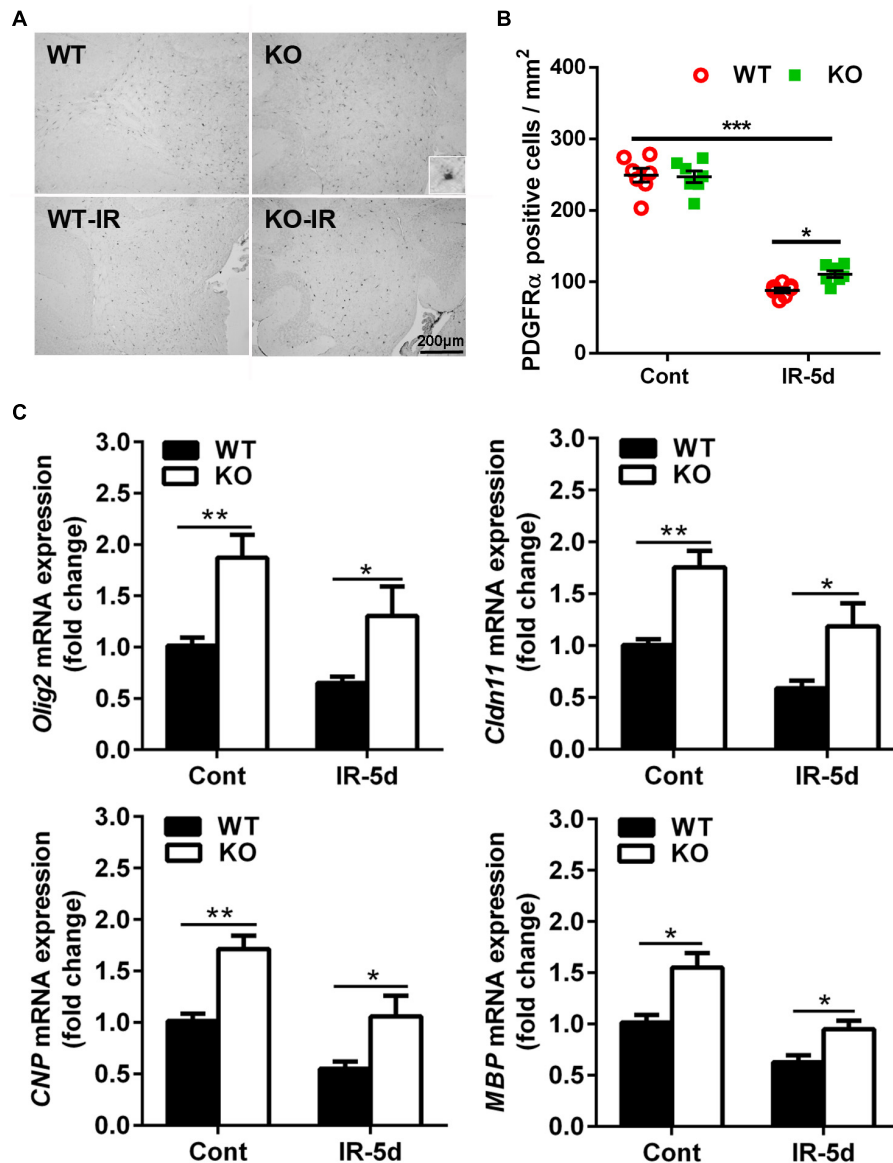 A
WT
KO
WT-IR
KO-IR
200µm
B
PDGFRα positive cells / mm²
400
300
200
100
0
WT
KO
***
*
Cont
IR-5d
C
Olig2 mRNA expression
(fold change)
3.0
2.5
2.0
1.5
1.0
0.5
0.0
WT
KO
**
*
Cont
IR-5d
Cldn11 mRNA expression
(fold change)
3.0
2.5
2.0
1.5
1.0
0.5
0.0
WT
KO
**
*
Cont
IR-5d
CNP mRNA expression
(fold change)
3.0
2.5
2.0
1.5
1.0
0.5
0.0
WT
KO
**
*
Cont
IR-5d
MBP mRNA expression
(fold change)
3.0
2.5
2.0
1.5
1.0
0.5
0.0
WT
KO
*
*
Cont
IR-5d